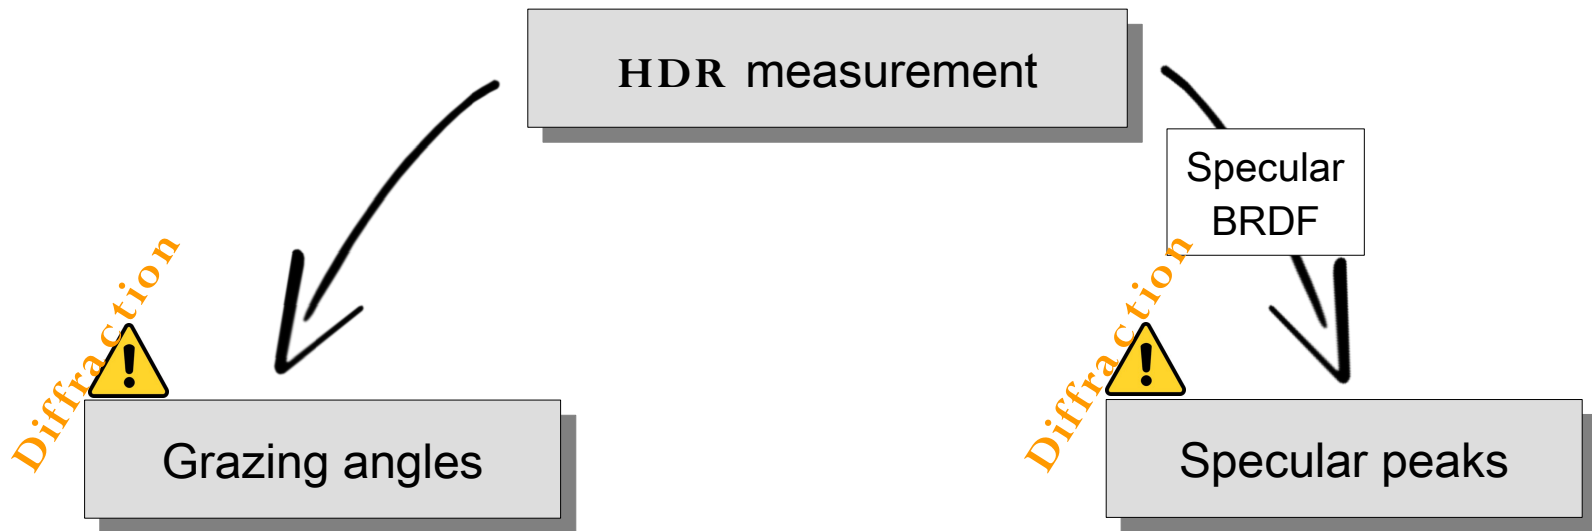 HDR measurement
Specular
BRDF
Diffraction
Diffraction
Grazing angles
Specular peaks